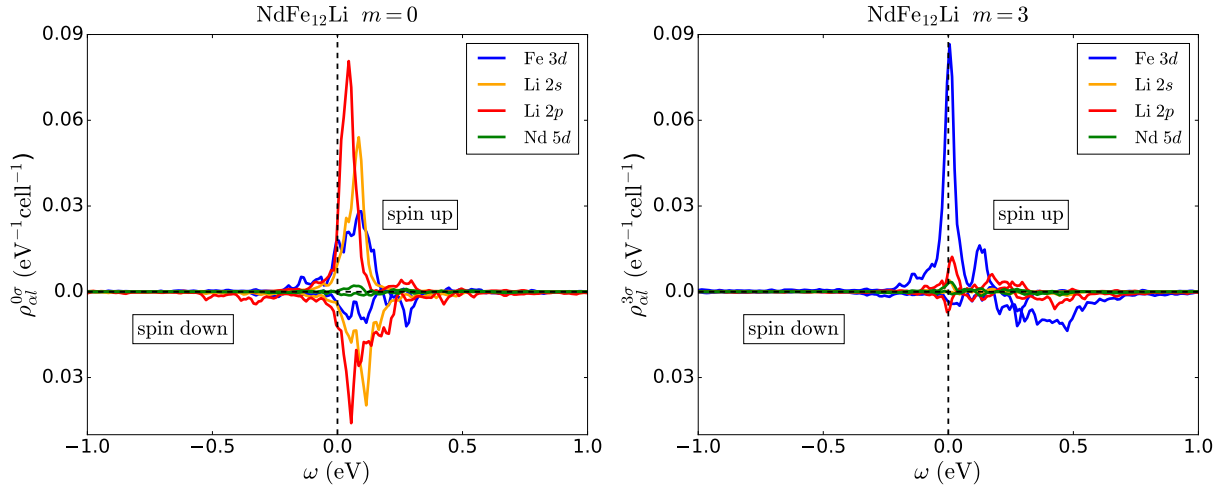 NdFe₁₂Li m = 0
0.09
0.06
0.03
0.0
0.03
ρ^{0σ}_{αl} (eV⁻¹cell⁻¹)
Fe 3d
Li 2s
Li 2p
Nd 5d
spin up
spin down
−1.0
−0.5
0.0
0.5
1.0
ω (eV)
NdFe₁₂Li m = 3
0.09
0.06
0.03
0.0
0.03
ρ^{3σ}_{αl} (eV⁻¹cell⁻¹)
Fe 3d
Li 2s
Li 2p
Nd 5d
spin up
spin down
−1.0
−0.5
0.0
0.5
1.0
ω (eV)